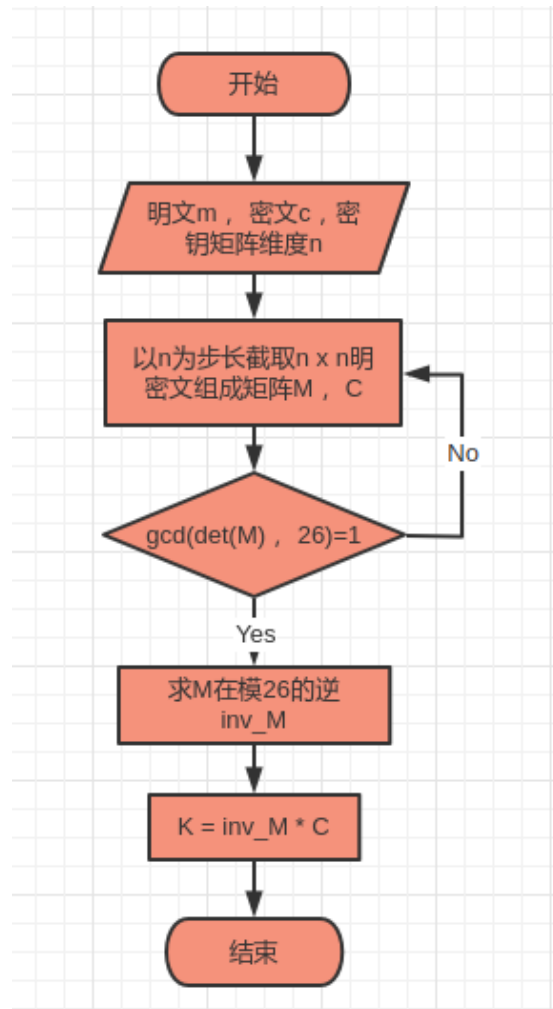 开始
明文m， 密文c，密
钥矩阵维度n
以n为步长截取n x n明
密文组成矩阵M， C
No
gcd(det(M)， 26)=1
Yes
求M在模26的逆
inv_M
K = inv_M * C
结束